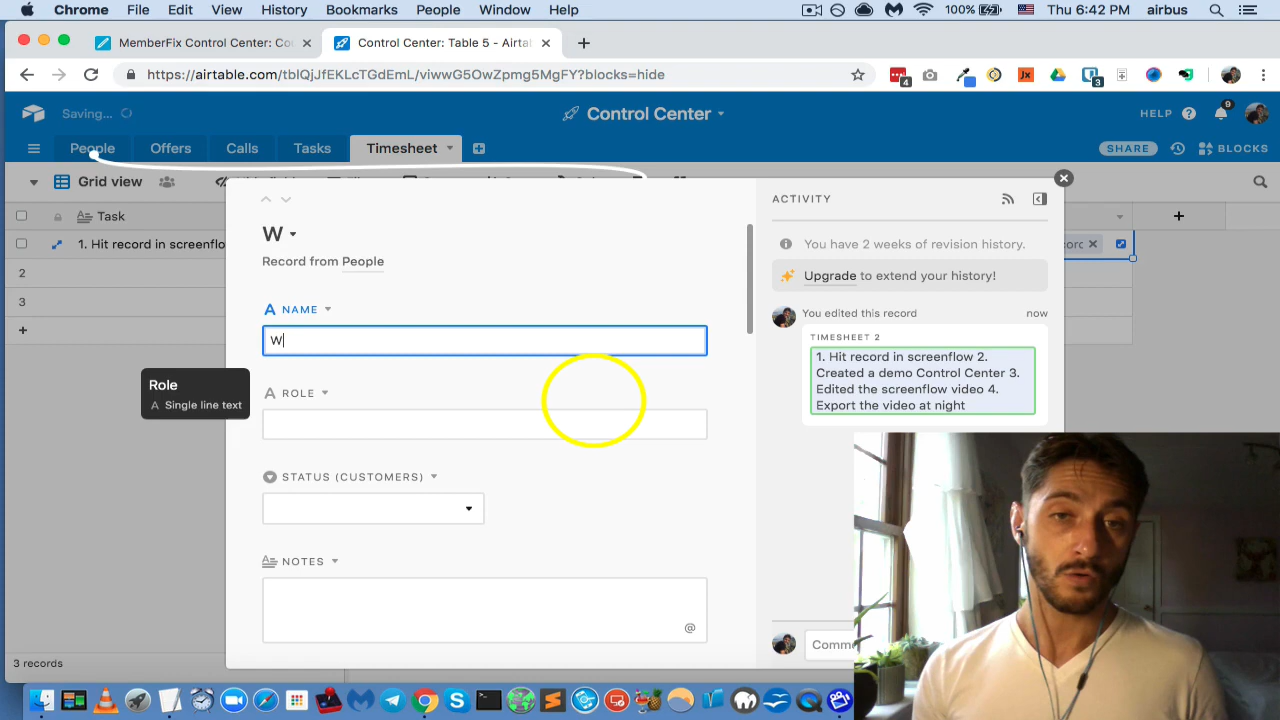 Chrome File Edit View History Bookmarks People Window Help 100% Thu 6:42 PM airbus
MemberFix Control Center: Co
Control Center: Table 5 - Airta
https://airtable.com/tblQjJfEKLcTGdEmL/viwwG5OwZpmg5MgFY?blocks=hide
4
Jx
3
Saving...
Control Center
HELP
9
People Offers Calls Tasks Timesheet
SHARE
BLOCKS
Grid view
ACTIVITY
Task
W
1. Hit record in screenflo
You have 2 weeks of revision history.
Record from People
2
Upgrade to extend your history!
3
NAME
You edited this record now
W
TIMESHEET 2
1. Hit record in screenflow 2.
Created a demo Control Center 3.
Edited the screenflow video 4.
Export the video at night
Role
Single line text
ROLE
STATUS (CUSTOMERS)
NOTES
@
Comme
3 records